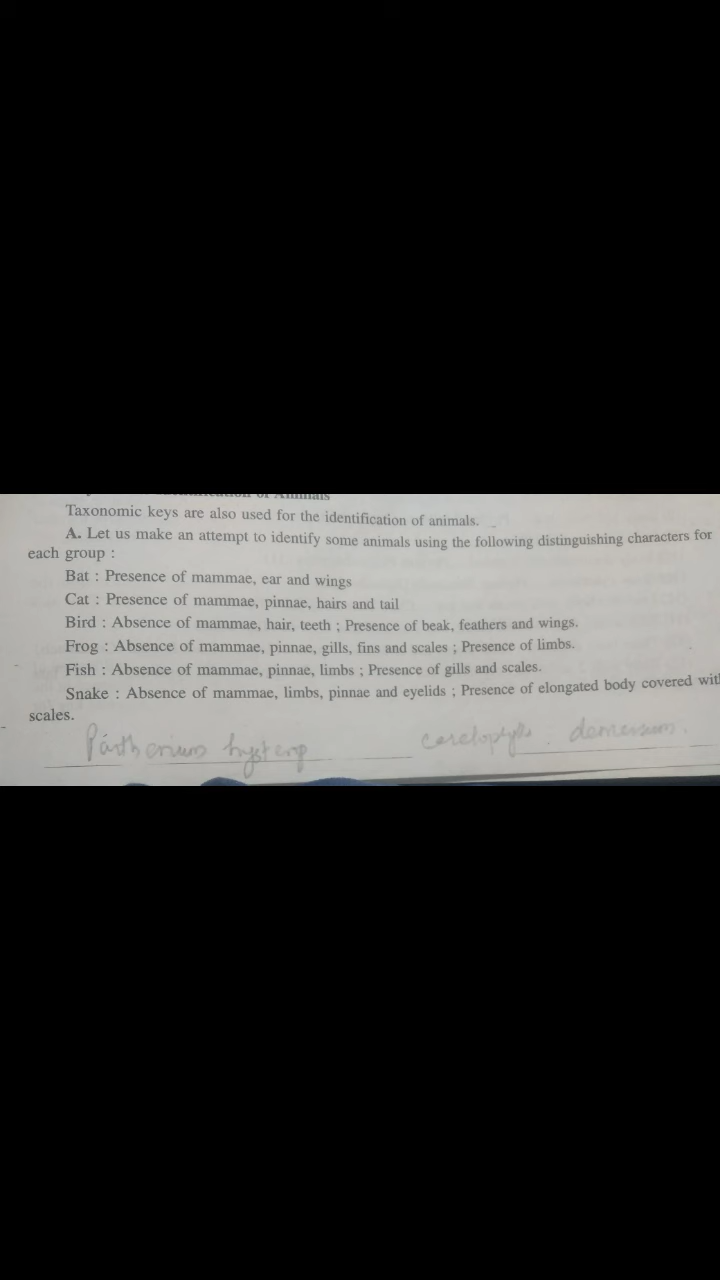 Identification of Animals
Taxonomic keys are also used for the identification of animals.
A. Let us make an attempt to identify some animals using the following distinguishing characters for
each group :
Bat : Presence of mammae, ear and wings
Cat : Presence of mammae, pinnae, hairs and tail
Bird : Absence of mammae, hair, teeth ; Presence of beak, feathers and wings.
Frog : Absence of mammae, pinnae, gills, fins and scales ; Presence of limbs.
Fish : Absence of mammae, pinnae, limbs ; Presence of gills and scales.
Snake : Absence of mammae, limbs, pinnae and eyelids ; Presence of elongated body covered with
scales.